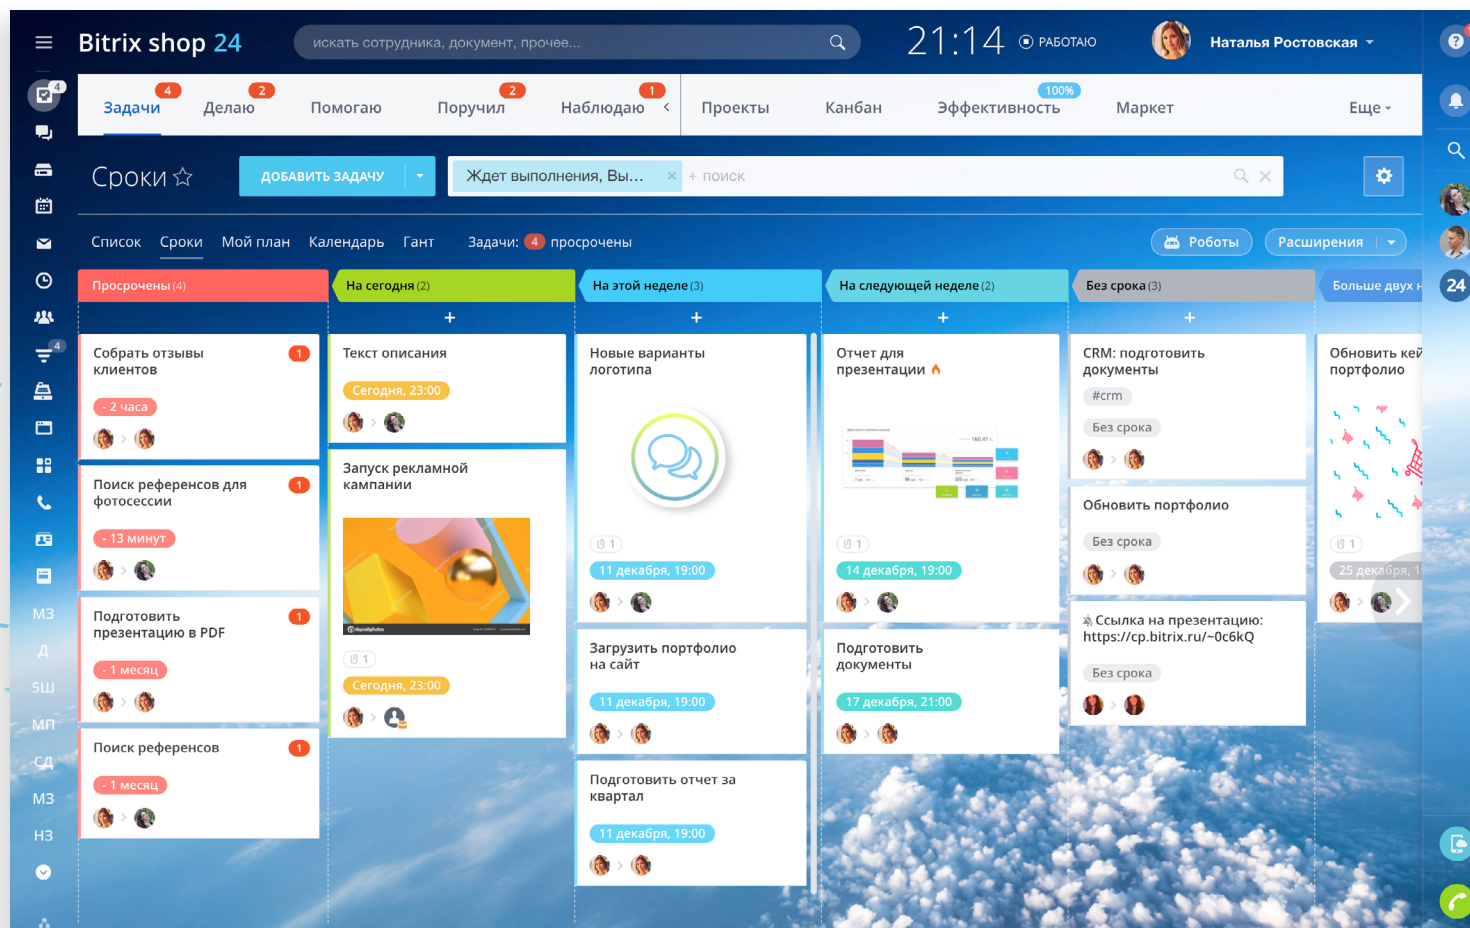 Bitrix shop 24
искать сотрудника, документ, прочее...
21:14 РАБОТАЮ
Наталья Ростовская
?
4
Задачи 4
Делаю 2
Помогаю
Поручил 2
Наблюдаю 1
Проекты
Канбан
Эффективность 100%
Маркет
Еще
Сроки
ДОБАВИТЬ ЗАДАЧУ
Ждет выполнения, Вы... ×
+ поиск
Список Сроки Мой план Календарь Гант
Задачи: 4 просрочены
Роботы
Расширения
24
4
МЗ
Д
5Ш
МП
СД
МЗ
НЗ
Просрочены (4)
Собрать отзывы
клиентов
1
- 2 часа
Поиск референсов для
фотосессии
1
- 13 минут
Подготовить
презентацию в PDF
1
- 1 месяц
Поиск референсов
1
- 1 месяц
На сегодня (2)
+
Текст описания
Сегодня, 23:00
Запуск рекламной
кампании
depositphotos
1
Сегодня, 23:00
На этой неделе (3)
+
Новые варианты
логотипа
1
11 декабря, 19:00
Загрузить портфолио
на сайт
11 декабря, 19:00
Подготовить отчет за
квартал
11 декабря, 19:00
На следующей неделе (2)
+
Отчет для
презентации
160.41
1
14 декабря, 19:00
Подготовить
документы
17 декабря, 21:00
Без срока (3)
+
CRM: подготовить
документы
#crm
Без срока
Обновить портфолио
Без срока
Ссылка на презентацию:
https://cp.bitrix.ru/~0c6kQ
Без срока
Больше двух н
Обновить кей
портфолио
1
25 декабря, 1